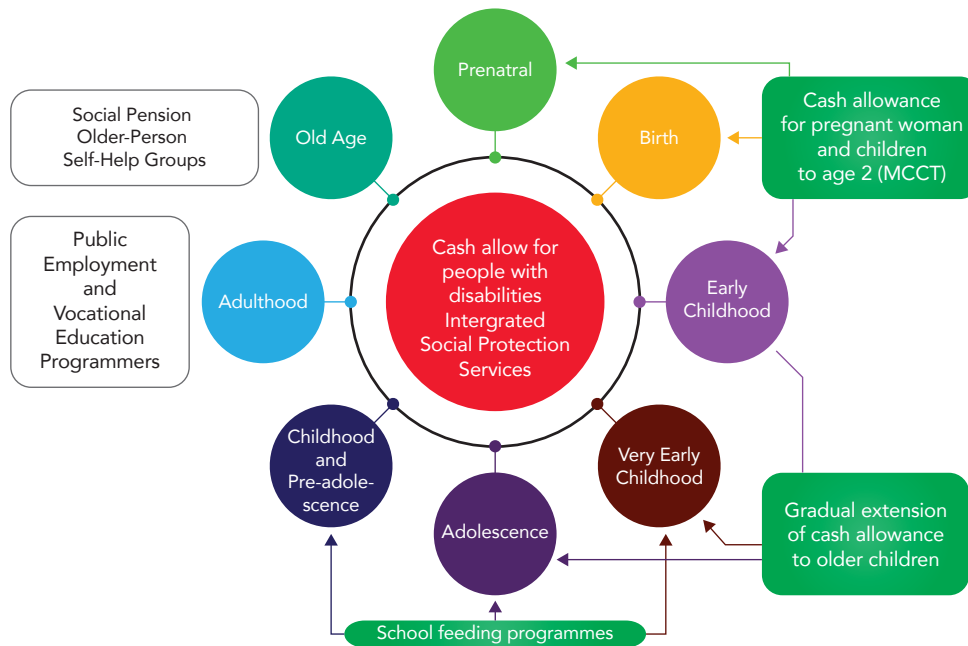 Prenatral
Social Pension
Older-Person
Self-Help Groups
Old Age
Birth
Cash allowance
for pregnant woman
and children
to age 2 (MCCT)
Public
Employment
and
Vocational
Education
Programmers
Adulthood
Cash allow for
people with
disabilities
Intergrated
Social Protection
Services
Early
Childhood
Childhood
and
Pre-adole-
scence
Adolescence
Very Early
Childhood
Gradual extension
of cash allowance
to older children
School feeding programmes